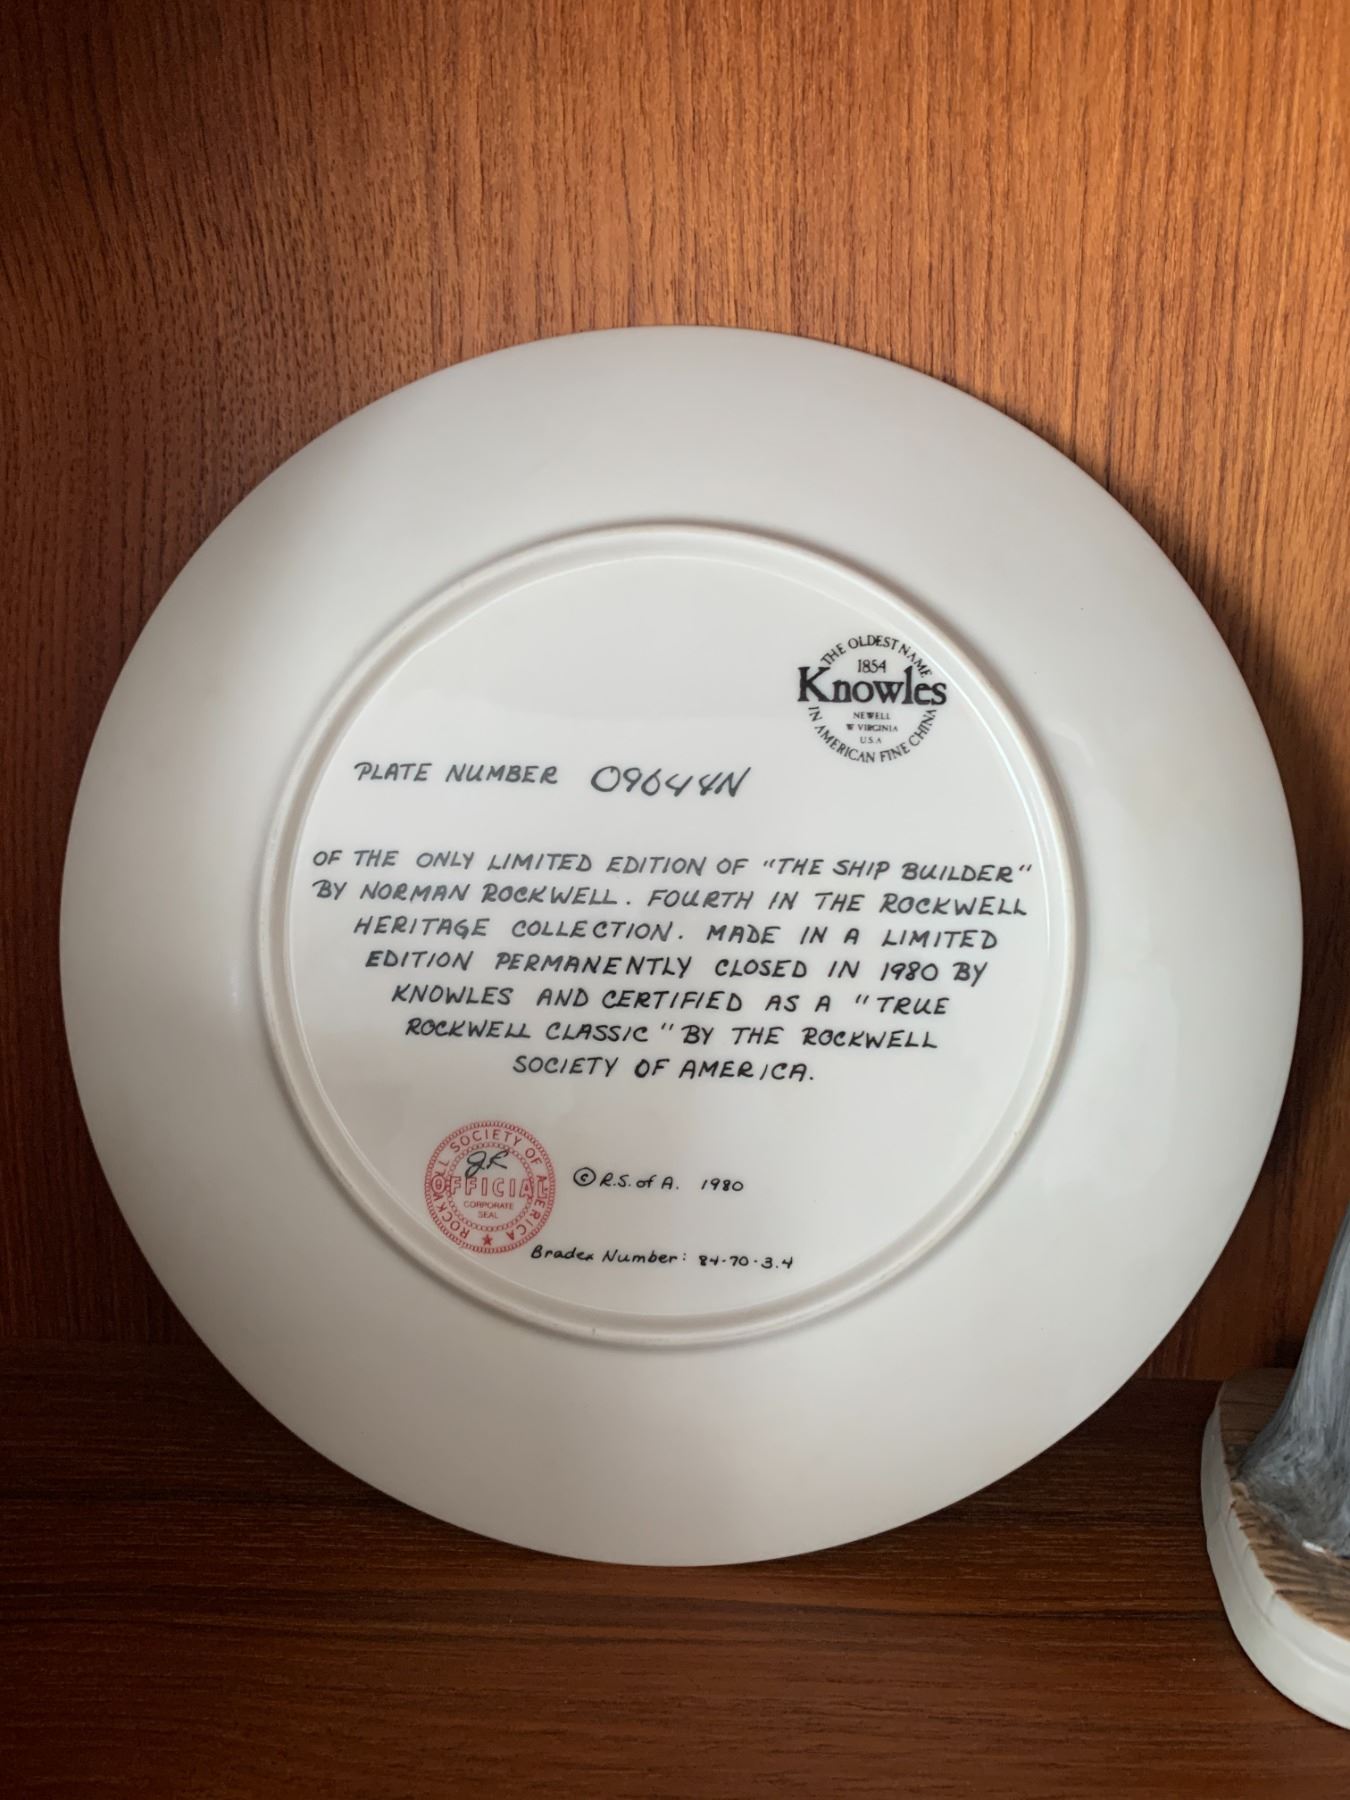 THE OLDEST NAME
1854
Knowles
NEWELL
W VIRGINIA
U.S.A
IN AMERICAN FINE CHINA
PLATE NUMBER 09644N
OF THE ONLY LIMITED EDITION OF "THE SHIP BUILDER"
BY NORMAN ROCKWELL. FOURTH IN THE ROCKWELL
HERITAGE COLLECTION. MADE IN A LIMITED
EDITION PERMANENTLY CLOSED IN 1980 BY
KNOWLES AND CERTIFIED AS A "TRUE
ROCKWELL CLASSIC" BY THE ROCKWELL
SOCIETY OF AMERICA.
ROCKWELL SOCIETY OF AMERICA
JR
OFFICIAL
CORPORATE
SEAL
© R.S. of A. 1980
Bradex Number: 84-70-3.4